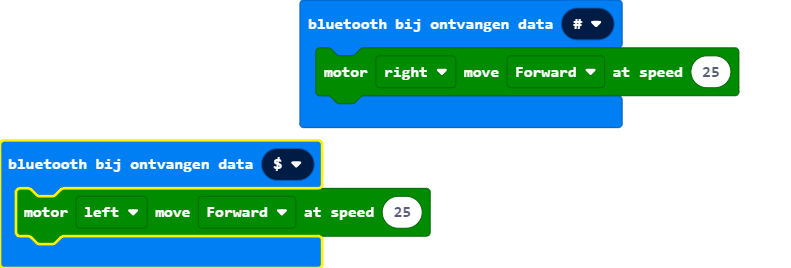 bluetooth bij ontvangen data #
motor right move Forward at speed 25
bluetooth bij ontvangen data $
motor left move Forward at speed 25